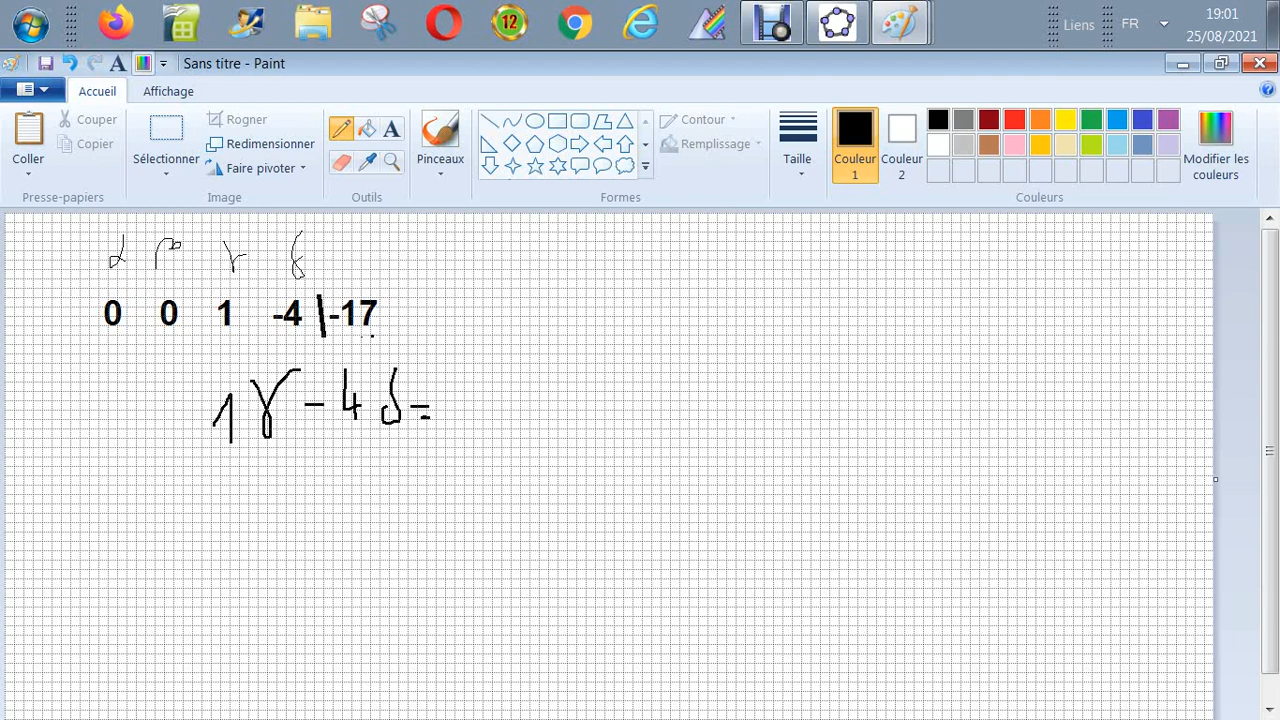 12
Liens
FR
19:01
25/08/2021
Sans titre - Paint
Accueil
Affichage
Coller
Couper
Copier
Sélectionner
Rogner
Redimensionner
Faire pivoter
Pinceaux
Contour
Remplissage
Taille
Couleur 1
Couleur 2
Modifier les couleurs
Presse-papiers
Image
Outils
Formes
Couleurs
α β γ δ
0 0 1 -4 | -17
1γ - 4δ =